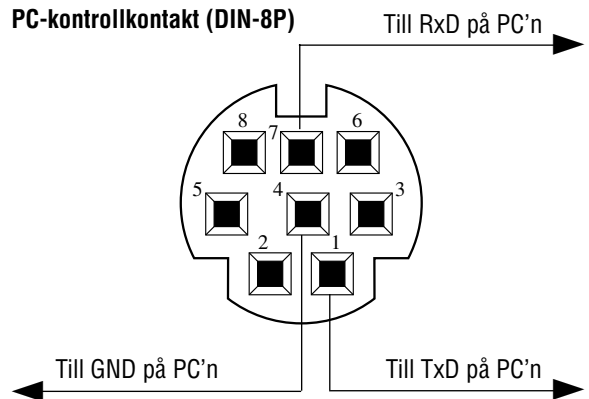 PC-kontrollkontakt (DIN-8P)
Till RxD på PC’n
8 7 6
5 4 3
2 1
Till GND på PC’n
Till TxD på PC’n